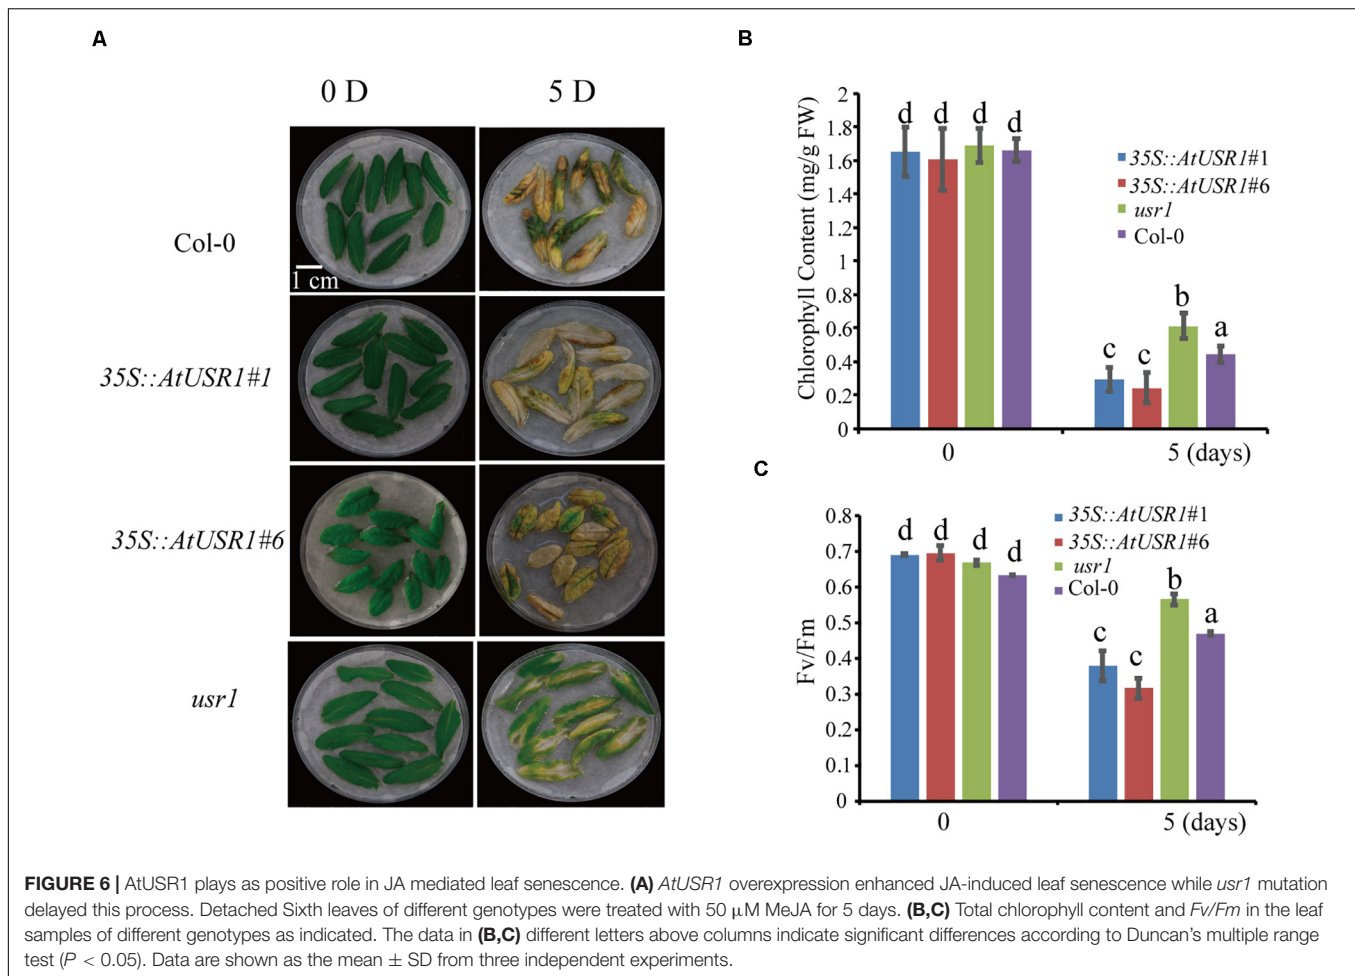 A
0 D
5 D
Col-0
1 cm
35S::AtUSR1#1
35S::AtUSR1#6
usr1
B
Chlorophyll Content (mg/g FW)
2
1.8
1.6
1.4
1.2
1
0.8
0.6
0.4
0.2
0
d d d d
c c b a
35S::AtUSR1#1
35S::AtUSR1#6
usr1
Col-0
0 5 (days)
C
Fv/Fm
0.8
0.7
0.6
0.5
0.4
0.3
0.2
0.1
0
d d d d
c c b a
35S::AtUSR1#1
35S::AtUSR1#6
usr1
Col-0
0 5 (days)
FIGURE 6 | AtUSR1 plays as positive role in JA mediated leaf senescence. (A) AtUSR1 overexpression enhanced JA-induced leaf senescence while usr1 mutation
delayed this process. Detached Sixth leaves of different genotypes were treated with 50 μM MeJA for 5 days. (B,C) Total chlorophyll content and Fv/Fm in the leaf
samples of different genotypes as indicated. The data in (B,C) different letters above columns indicate significant differences according to Duncan's multiple range
test (P < 0.05). Data are shown as the mean ± SD from three independent experiments.